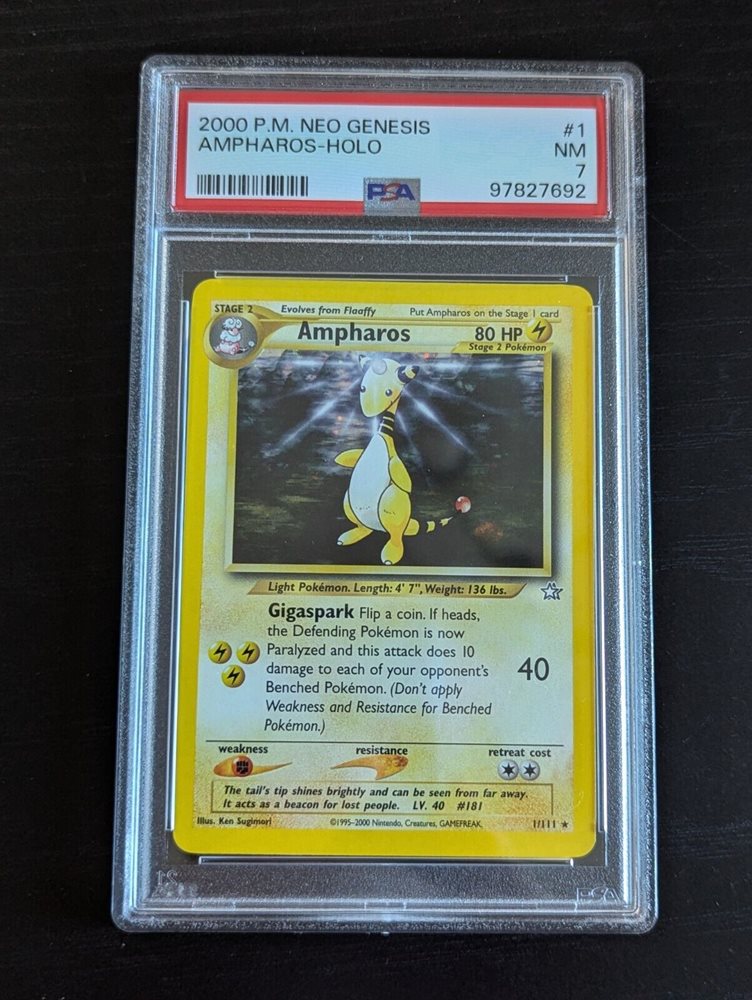 2000 P.M. NEO GENESIS #1
AMPHAROS-HOLO NM
7
PSA 97827692
STAGE 2 Evolves from Flaaffy Put Ampharos on the Stage 1 card
Ampharos 80 HP
Stage 2 Pokémon
Light Pokémon. Length: 4' 7", Weight: 136 lbs.
Gigaspark Flip a coin. If heads,
the Defending Pokémon is now
Paralyzed and this attack does 10
damage to each of your opponent's
Benched Pokémon. (Don't apply
Weakness and Resistance for Benched
Pokémon.)
40
weakness resistance retreat cost
The tail's tip shines brightly and can be seen from far away.
It acts as a beacon for lost people. LV. 40 #181
Illus. Ken Sugimori ©1995-2000 Nintendo, Creatures, GAMEFREAK. 1/111 ★
PSA